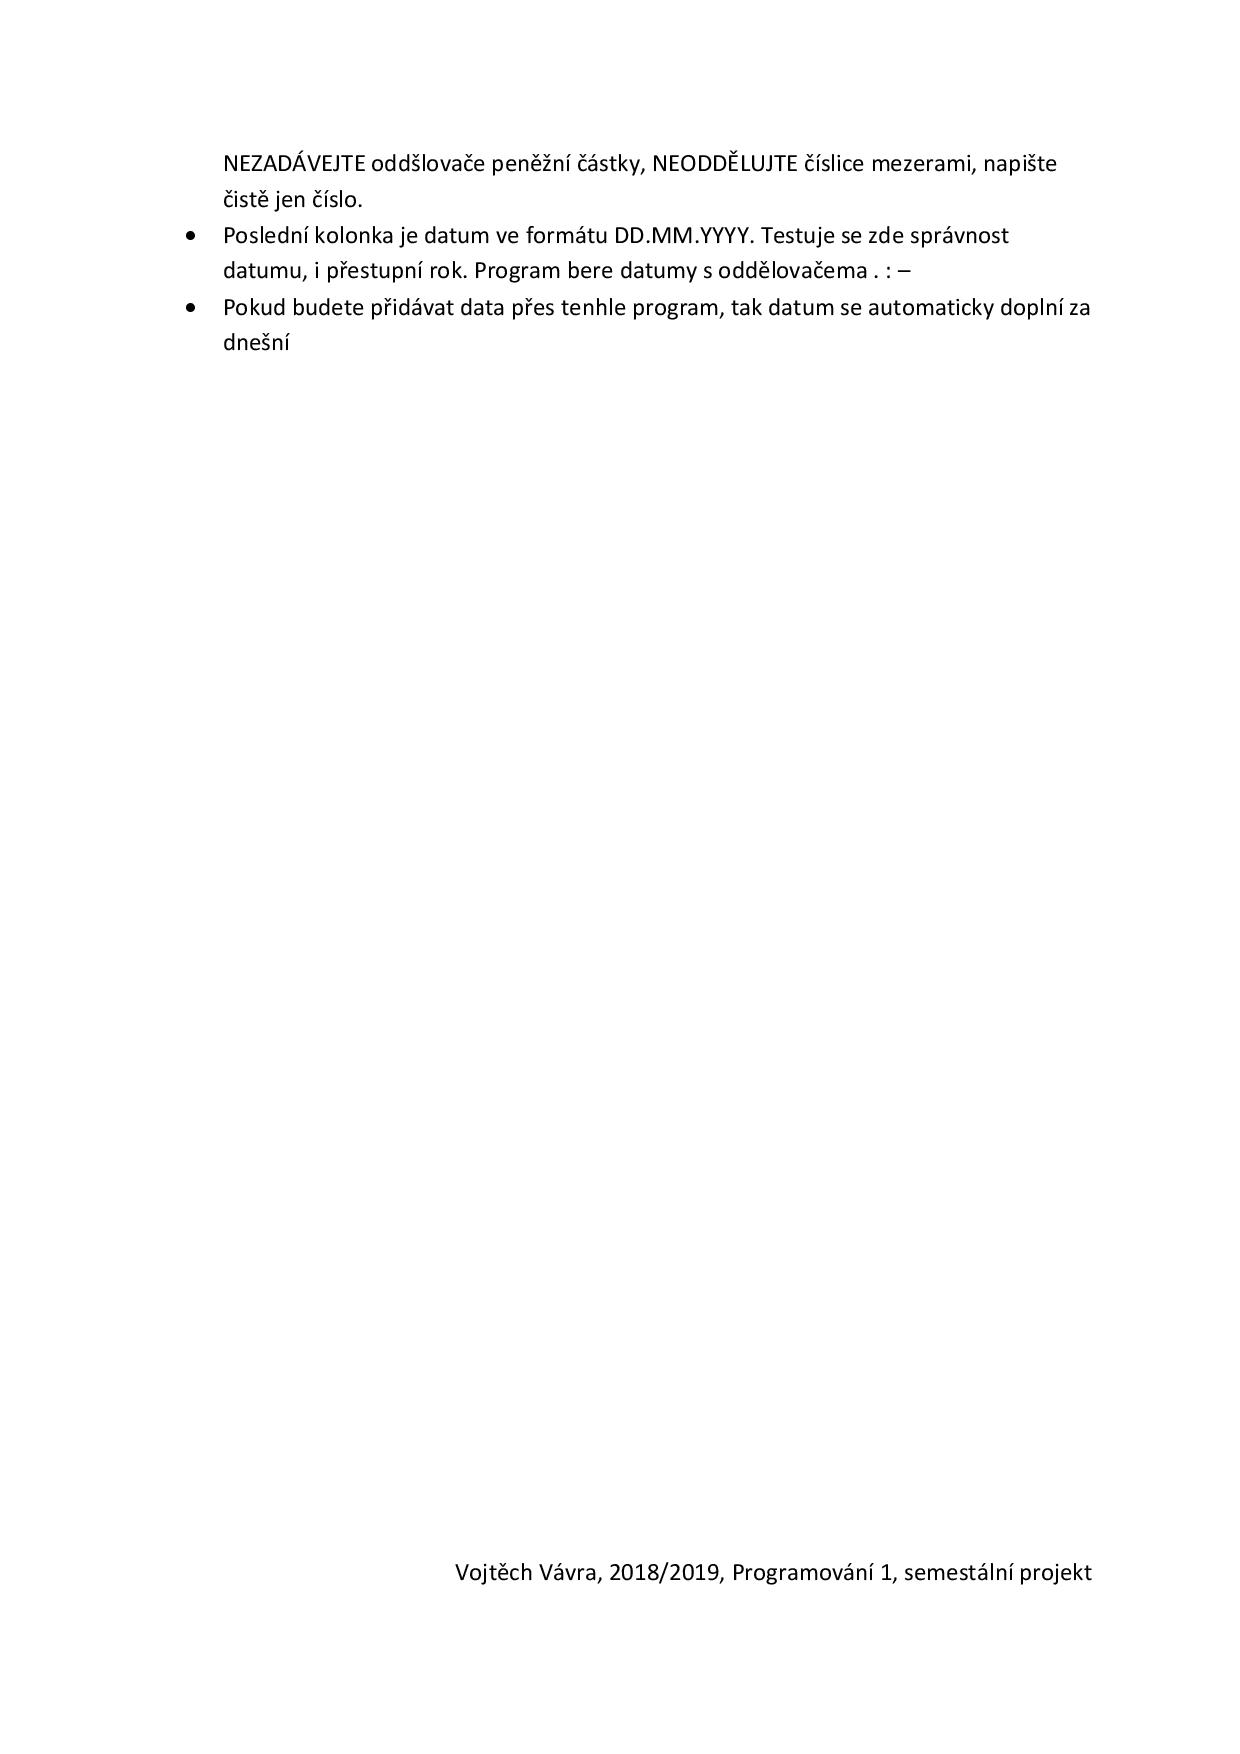 NEZADÁVEJTE oddšlovače peněžní částky, NEODDĚLUJTE číslice mezerami, napište
čistě jen číslo.
• Poslední kolonka je datum ve formátu DD.MM.YYYY. Testuje se zde správnost
datumu, i přestupní rok. Program bere datumy s oddělovačema . : –
• Pokud budete přidávat data přes tenhle program, tak datum se automaticky doplní za
dnešní
Vojtěch Vávra, 2018/2019, Programování 1, semestální projekt